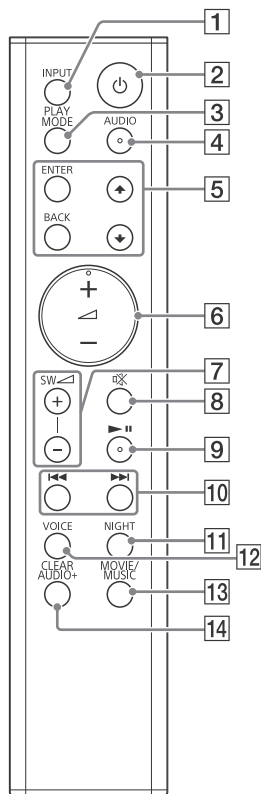 1
INPUT
2
PLAY
MODE
3
AUDIO
4
ENTER
5
BACK
+
6
−
7
SW
+
8
−
9
10
VOICE
NIGHT
11
12
CLEAR
AUDIO+
MOVIE/
MUSIC
13
14